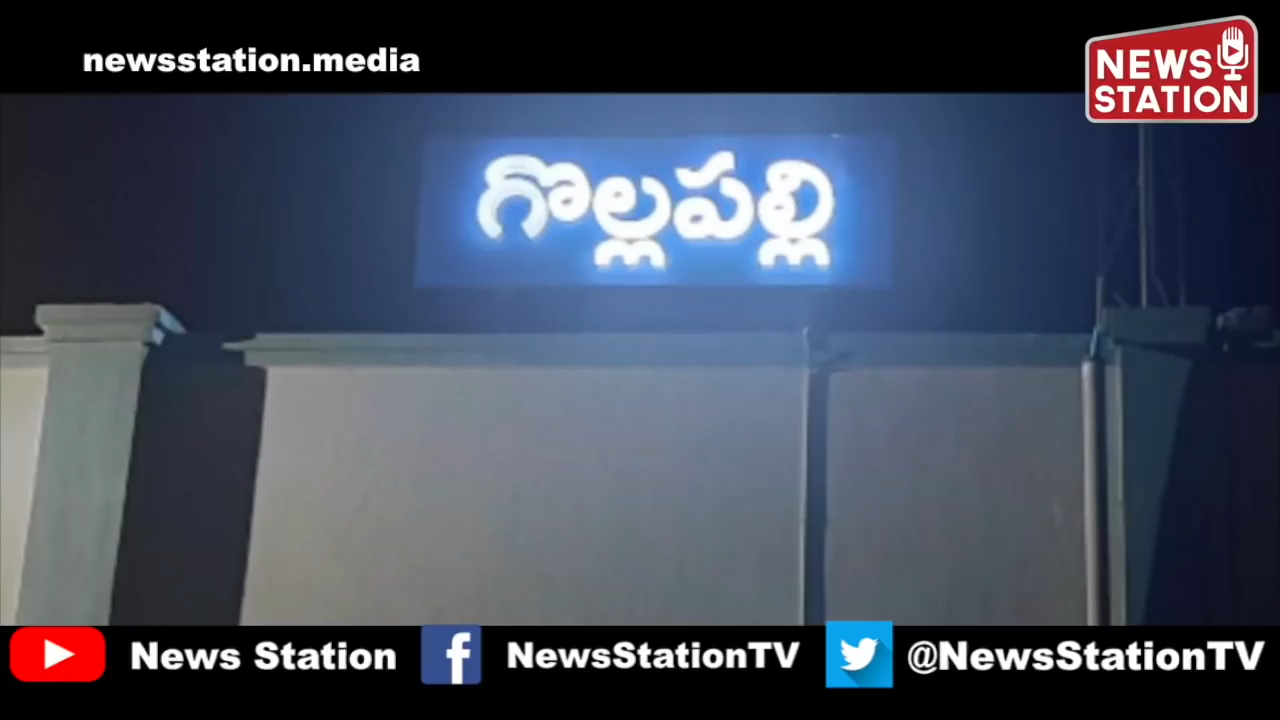 newsstation.media
NEWS
STATION
గొల్లపల్లి
News Station
NewsStationTV
@NewsStationTV